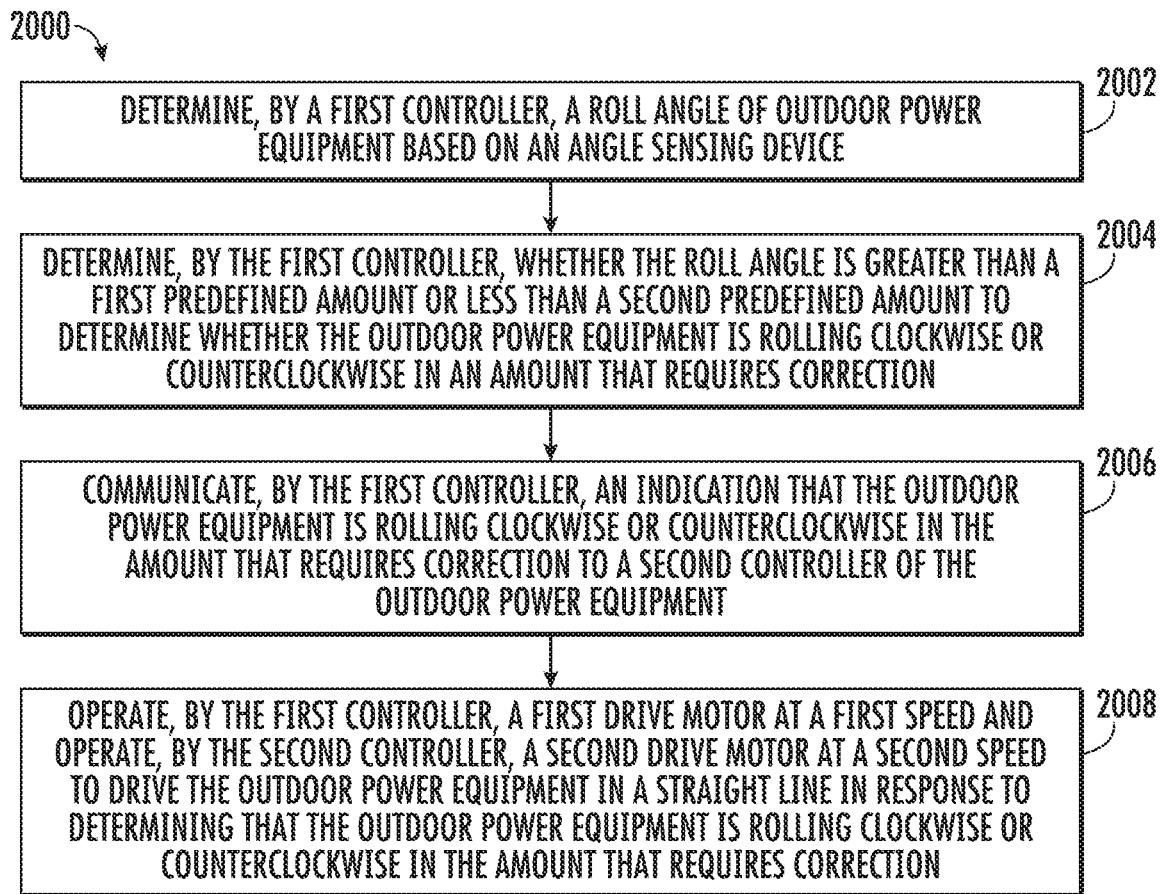 2000
2002
DETERMINE, BY A FIRST CONTROLLER, A ROLL ANGLE OF OUTDOOR POWER
EQUIPMENT BASED ON AN ANGLE SENSING DEVICE
2004
DETERMINE, BY THE FIRST CONTROLLER, WHETHER THE ROLL ANGLE IS GREATER THAN A
FIRST PREDEFINED AMOUNT OR LESS THAN A SECOND PREDEFINED AMOUNT TO
DETERMINE WHETHER THE OUTDOOR POWER EQUIPMENT IS ROLLING CLOCKWISE OR
COUNTERCLOCKWISE IN AN AMOUNT THAT REQUIRES CORRECTION
2006
COMMUNICATE, BY THE FIRST CONTROLLER, AN INDICATION THAT THE OUTDOOR
POWER EQUIPMENT IS ROLLING CLOCKWISE OR COUNTERCLOCKWISE IN THE
AMOUNT THAT REQUIRES CORRECTION TO A SECOND CONTROLLER OF THE
OUTDOOR POWER EQUIPMENT
2008
OPERATE, BY THE FIRST CONTROLLER, A FIRST DRIVE MOTOR AT A FIRST SPEED AND
OPERATE, BY THE SECOND CONTROLLER, A SECOND DRIVE MOTOR AT A SECOND SPEED
TO DRIVE THE OUTDOOR POWER EQUIPMENT IN A STRAIGHT LINE IN RESPONSE TO
DETERMINING THAT THE OUTDOOR POWER EQUIPMENT IS ROLLING CLOCKWISE OR
COUNTERCLOCKWISE IN THE AMOUNT THAT REQUIRES CORRECTION